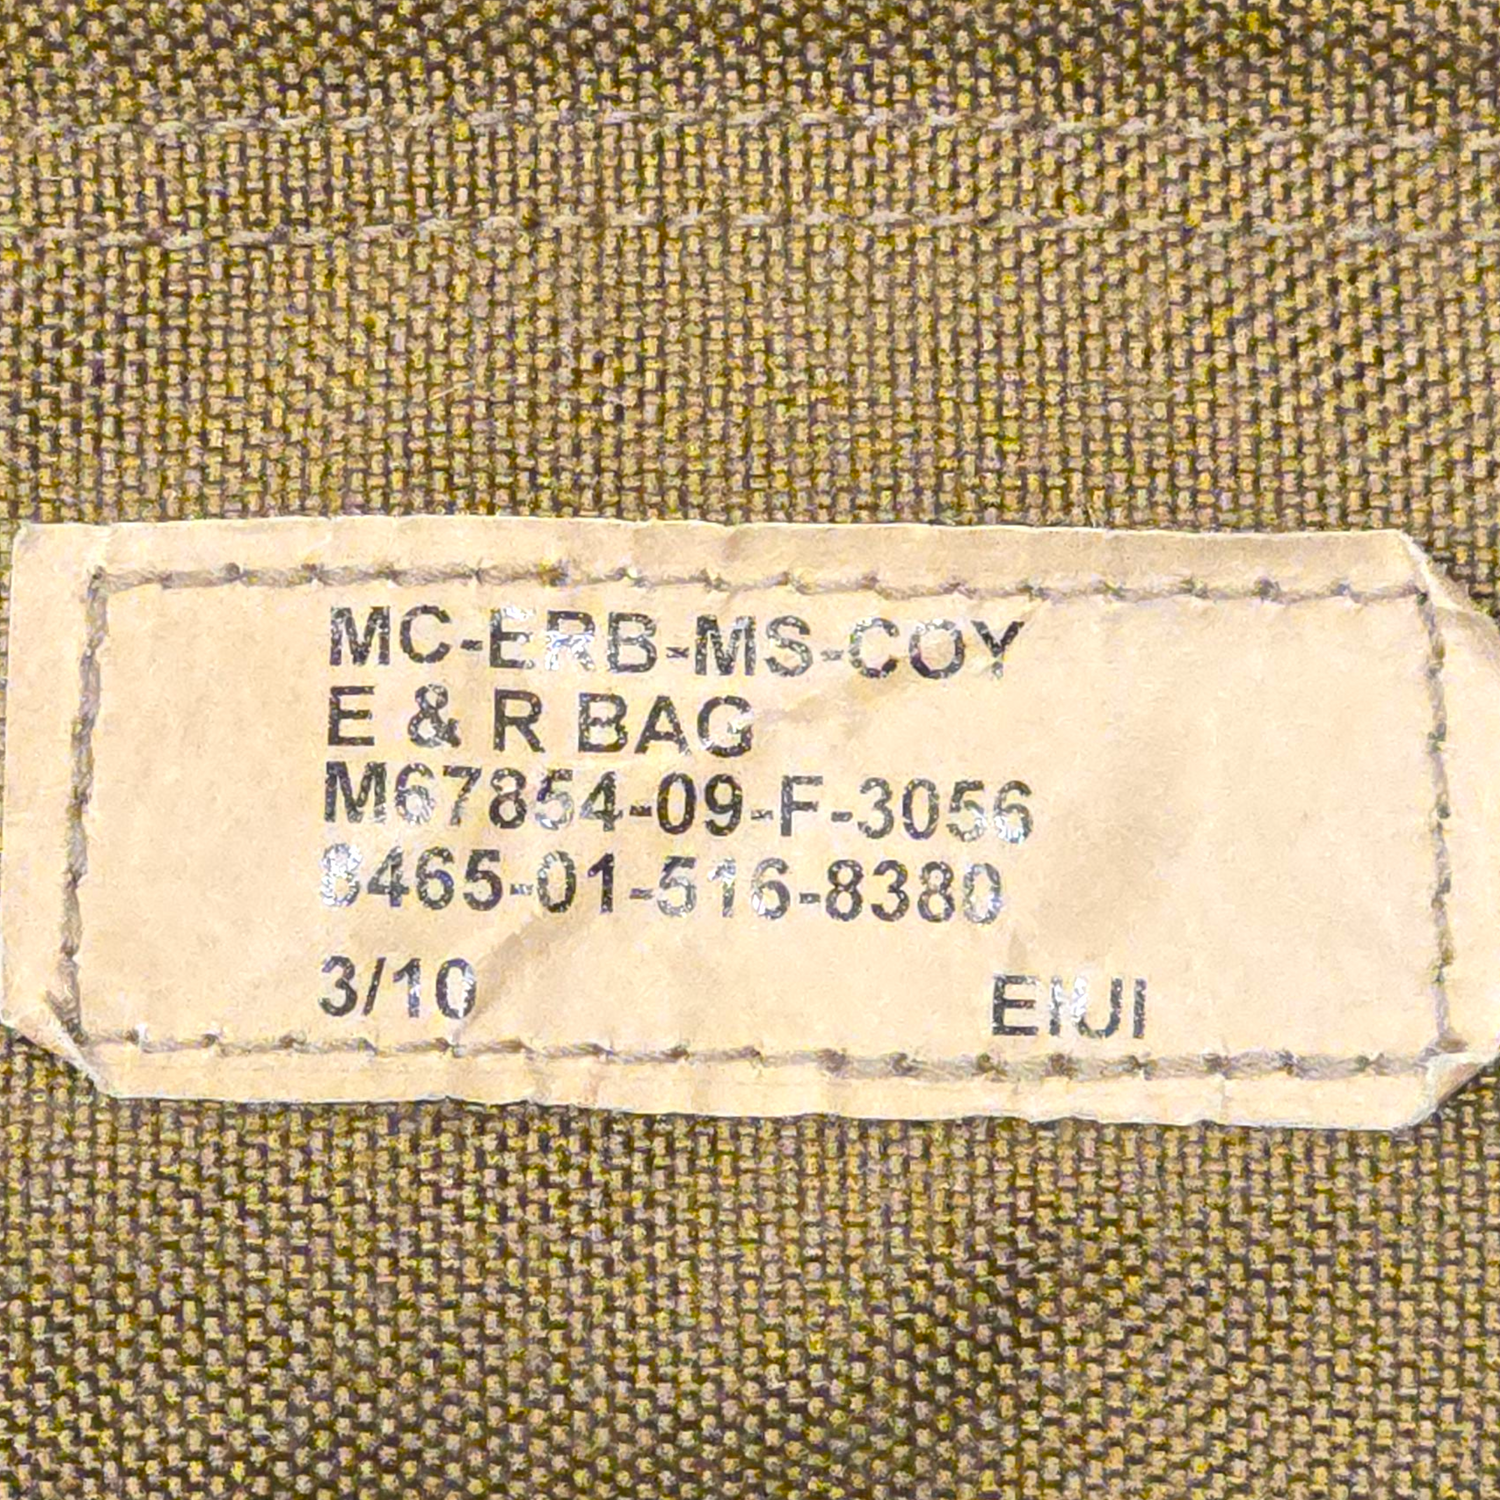 MC-ERB-MS-COY
E & R BAG
M67854-09-F-3056
8465-01-516-8380
3/10 EIUI